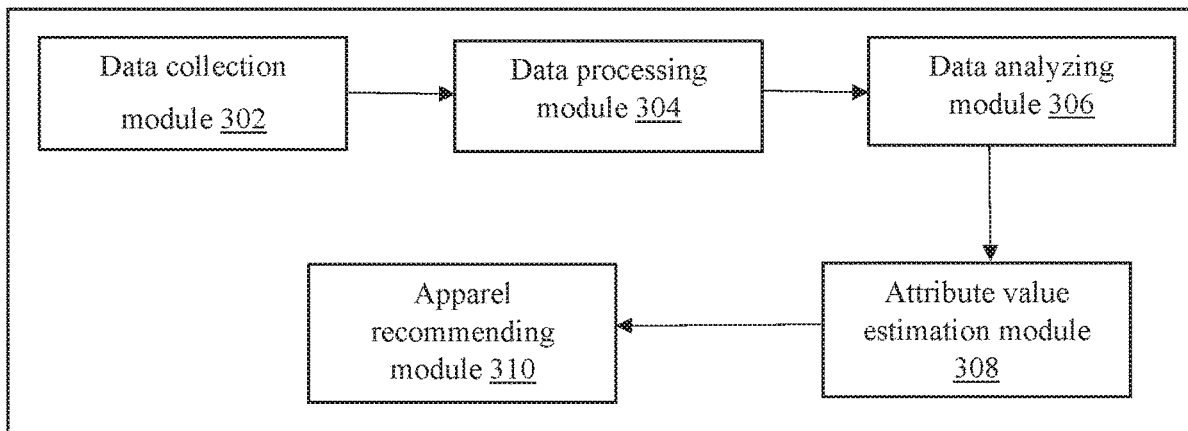 Data collection
module 302
Data processing
module 304
Data analyzing
module 306
Apparel
recommending
module 310
Attribute value
estimation module
308